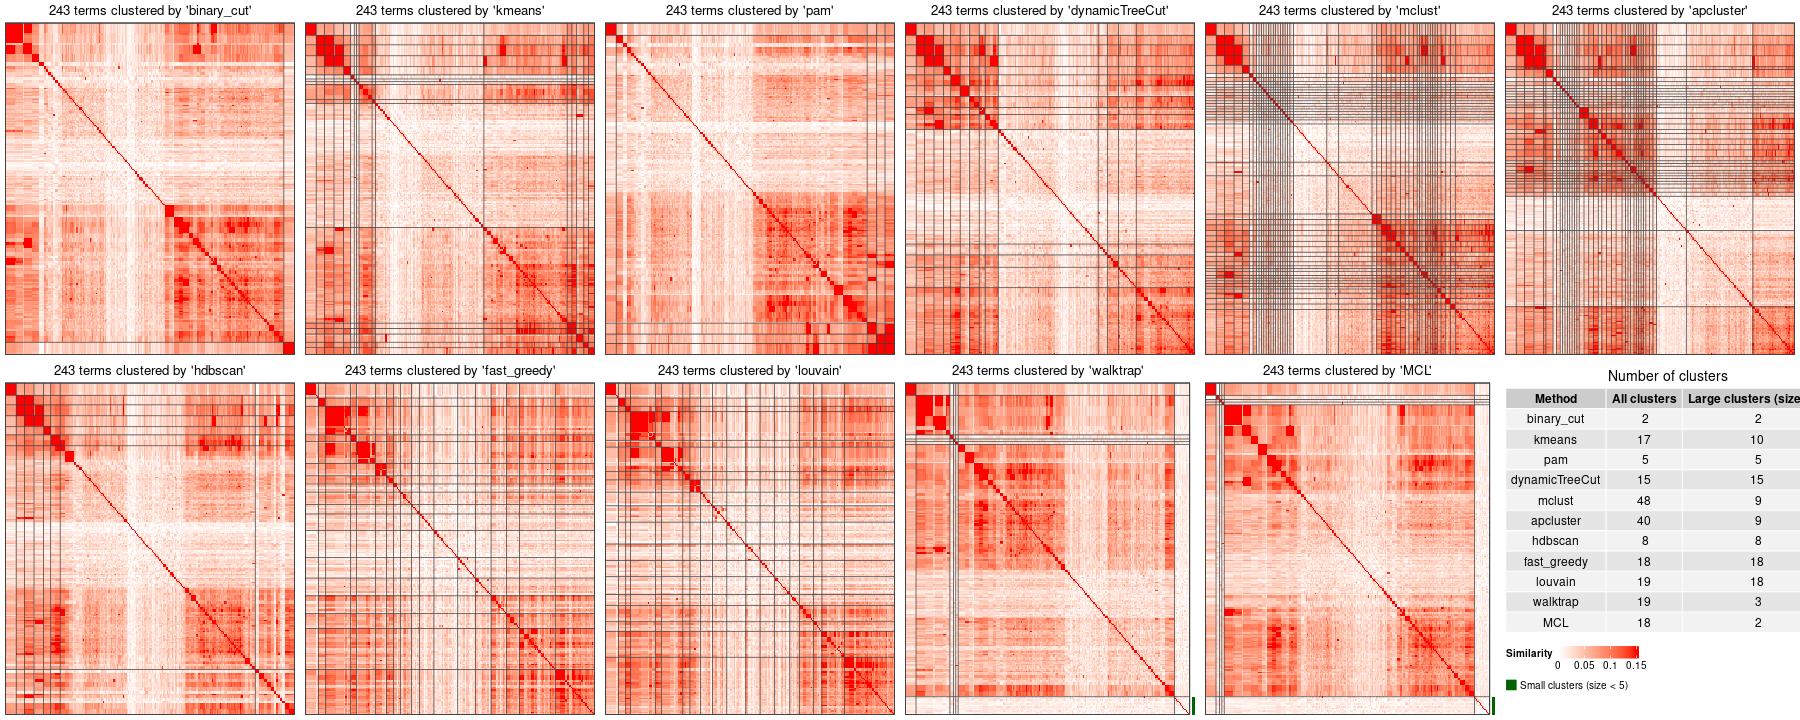 243 terms clustered by 'binary_cut'
243 terms clustered by 'kmeans'
243 terms clustered by 'pam'
243 terms clustered by 'dynamicTreeCut'
243 terms clustered by 'mclust'
243 terms clustered by 'apcluster'
243 terms clustered by 'hdbscan'
243 terms clustered by 'fast_greedy'
243 terms clustered by 'louvain'
243 terms clustered by 'walktrap'
243 terms clustered by 'MCL'
Number of clusters
Method All clusters Large clusters (size
binary_cut 2 2
kmeans 17 10
pam 5 5
dynamicTreeCut 15 15
mclust 48 9
apcluster 40 9
hdbscan 8 8
fast_greedy 18 18
louvain 19 18
walktrap 19 3
MCL 18 2
Similarity
0 0.05 0.1 0.15
Small clusters (size < 5)